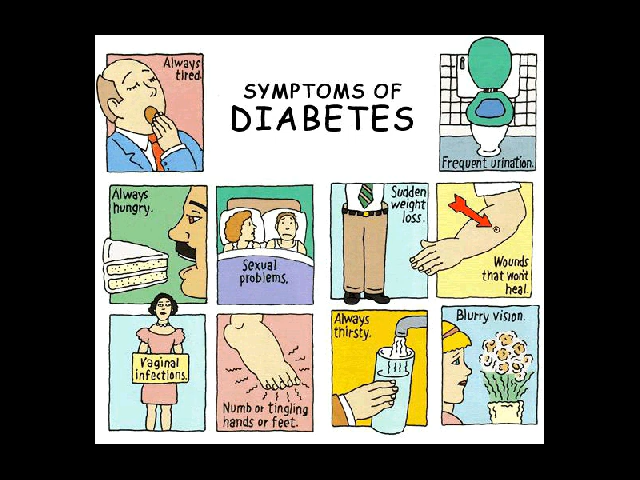 SYMPTOMS OF
DIABETES
Always
tired.
Frequent urination.
Always
hungry.
Sexual
problems.
Sudden
weight
loss.
Wounds
that won't
heal.
Vaginal
infections.
Numb or tingling
hands or feet.
Always
thirsty.
Blurry vision.